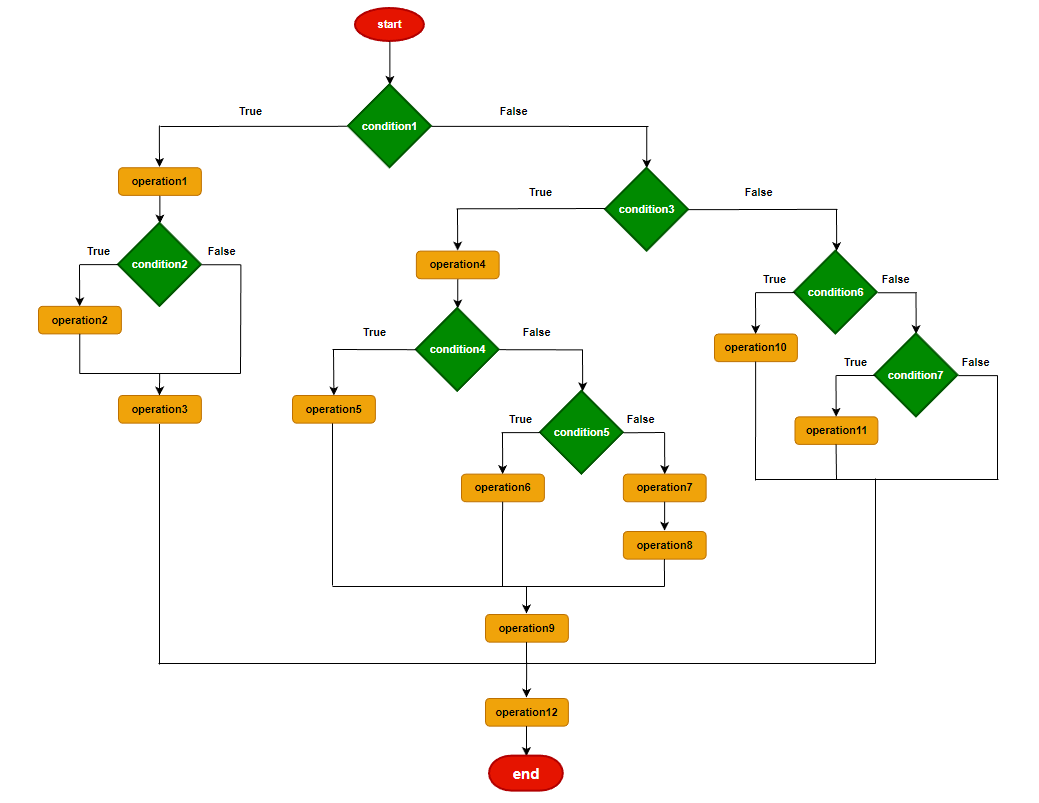 start
True
False
condition1
operation1
True
False
condition3
True
False
condition2
operation4
True
False
condition6
operation2
True
False
condition4
operation10
True
False
condition7
operation3
operation5
True
False
condition5
operation11
operation6
operation7
operation8
operation9
operation12
end